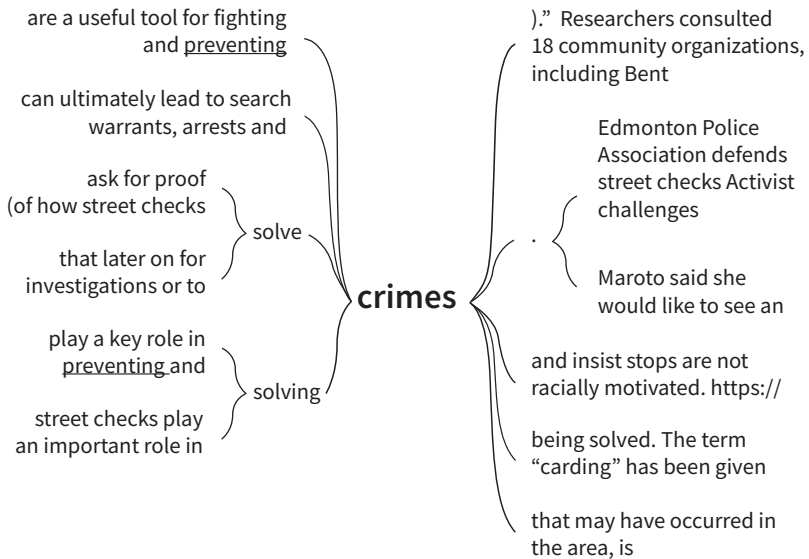 are a useful tool for fighting
and preventing
can ultimately lead to search
warrants, arrests and
ask for proof
(of how street checks
solve
that later on for
investigations or to
play a key role in
preventing and
solving
street checks play
an important role in
crimes
).” Researchers consulted
18 community organizations,
including Bent
Edmonton Police
Association defends
street checks Activist
challenges
.
Maroto said she
would like to see an
and insist stops are not
racially motivated. https://
being solved. The term
“carding” has been given
that may have occurred in
the area, is